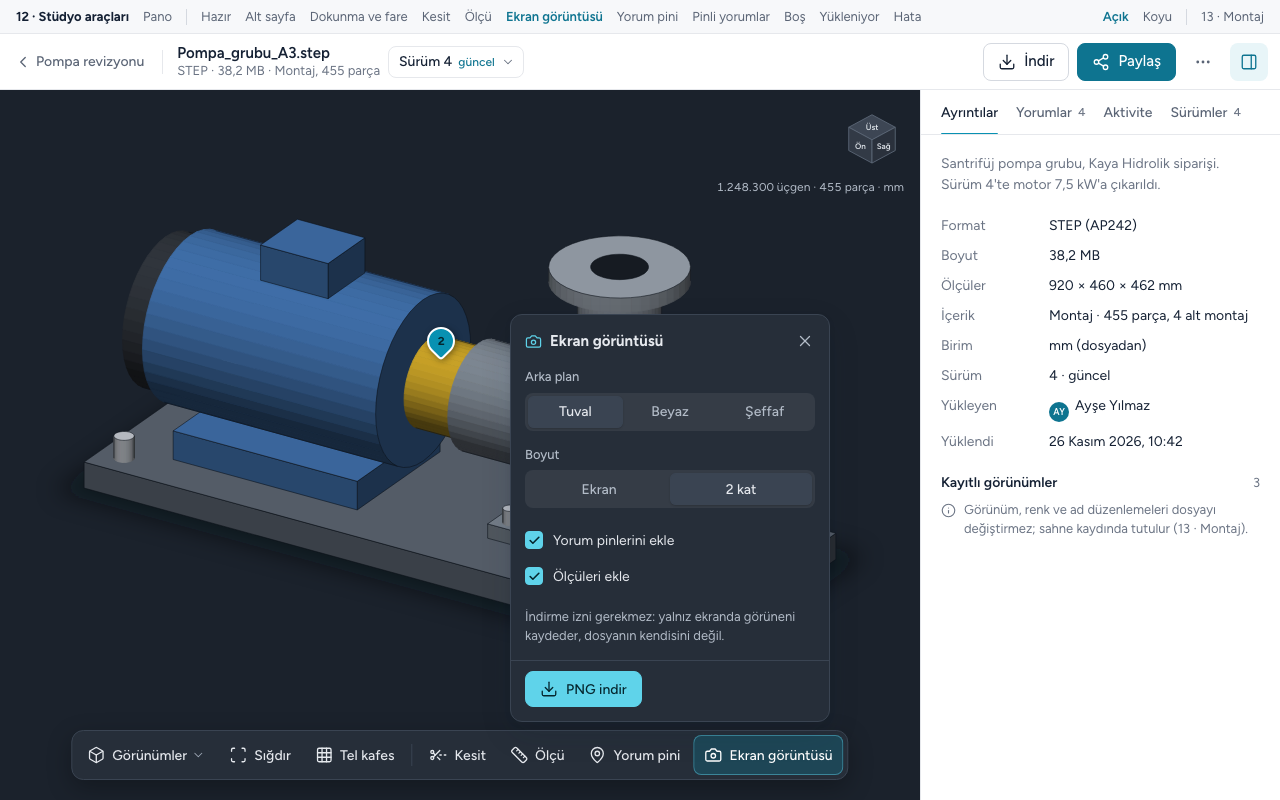 12 · Stüdyo araçları Pano Hazır Alt sayfa Dokunma ve fare Kesit Ölçü Ekran görüntüsü Yorum pini Pinli yorumlar Boş Yükleniyor Hata Açık Koyu 13 · Montaj
Pompa revizyonu
Pompa_grubu_A3.step
STEP · 38,2 MB · Montaj, 455 parça
Sürüm 4 güncel
İndir
Paylaş
Üst
Ön Sağ
1.248.300 üçgen · 455 parça · mm
2
Ekran görüntüsü
Arka plan
Tuval Beyaz Şeffaf
Boyut
Ekran 2 kat
Yorum pinlerini ekle
Ölçüleri ekle
İndirme izni gerekmez: yalnız ekranda görüneni
kaydeder, dosyanın kendisini değil.
PNG indir
Görünümler Sığdır Tel kafes Kesit Ölçü Yorum pini Ekran görüntüsü
Ayrıntılar Yorumlar 4 Aktivite Sürümler 4
Santrifüj pompa grubu, Kaya Hidrolik siparişi.
Sürüm 4'te motor 7,5 kW'a çıkarıldı.
Format STEP (AP242)
Boyut 38,2 MB
Ölçüler 920 × 460 × 462 mm
İçerik Montaj · 455 parça, 4 alt montaj
Birim mm (dosyadan)
Sürüm 4 · güncel
Yükleyen AY Ayşe Yılmaz
Yüklendi 26 Kasım 2026, 10:42
Kayıtlı görünümler 3
Görünüm, renk ve ad düzenlemeleri dosyayı
değiştirmez; sahne kaydında tutulur (13 · Montaj).